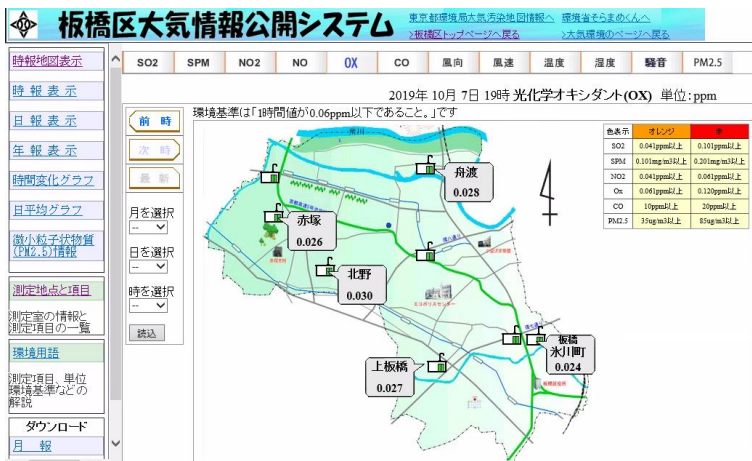 板橋区大気情報公開システム
東京都環境局大気汚染地図情報へ 環境省そらまめくんへ
>板橋区トップページへ戻る >大気環境のページへ戻る
時報地図表示
時 報 表 示
日 報 表 示
年 報 表 示
時間変化グラフ
日平均グラフ
微小粒子状物質
(PM2.5)情報
測定地点と項目
測定室の情報と
測定項目の一覧
環境用語
測定項目、単位
環境基準などの
解説
ダウンロード
月 報
SO2 SPM NO2 NO OX CO 風向 風速 温度 湿度 騒音 PM2.5
2019年 10月 7日 19時 光化学オキシダント(OX) 単位:ppm
環境基準は「1時間値が0.06ppm以下であること。」です
前 時
次 時
最 新
月を選択
--
日を選択
--
時を選択
--
読込
舟渡
0.028
赤塚
0.026
北野
0.030
板橋
氷川町
0.024
上板橋
0.027
エコポリスセンター
色表示 オレンジ 赤
SO2 0.041ppm以上 0.101ppm以上
SPM 0.101mg/m3以上 0.201mg/m3以上
NO2 0.041ppm以上 0.061ppm以上
Ox 0.061ppm以上 0.120ppm以上
CO 10ppm以上 20ppm以上
PM2.5 35ug/m3以上 85ug/m3以上